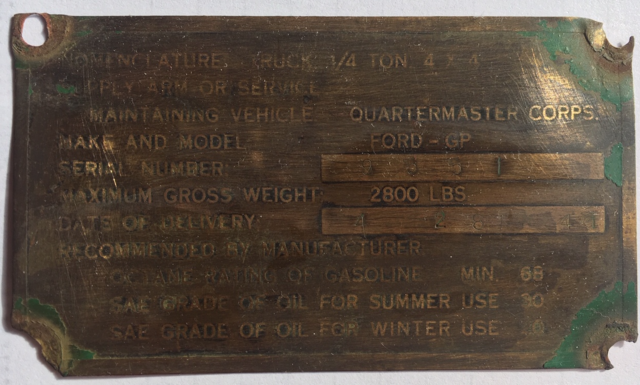 NOMENCLATURE: TRUCK, 1/4 TON 4 X 4
SUPPLY ARM OR SERVICE
MAINTAINING VEHICLE QUARTERMASTER CORPS.
MAKE AND MODEL FORD - GP
SERIAL NUMBER:
MAXIMUM GROSS WEIGHT: 2800 LBS.
DATE OF DELIVERY:
RECOMMENDED BY MANUFACTURER
OCTANE RATING OF GASOLINE MIN. 68
SAE GRADE OF OIL FOR SUMMER USE 30
SAE GRADE OF OIL FOR WINTER USE